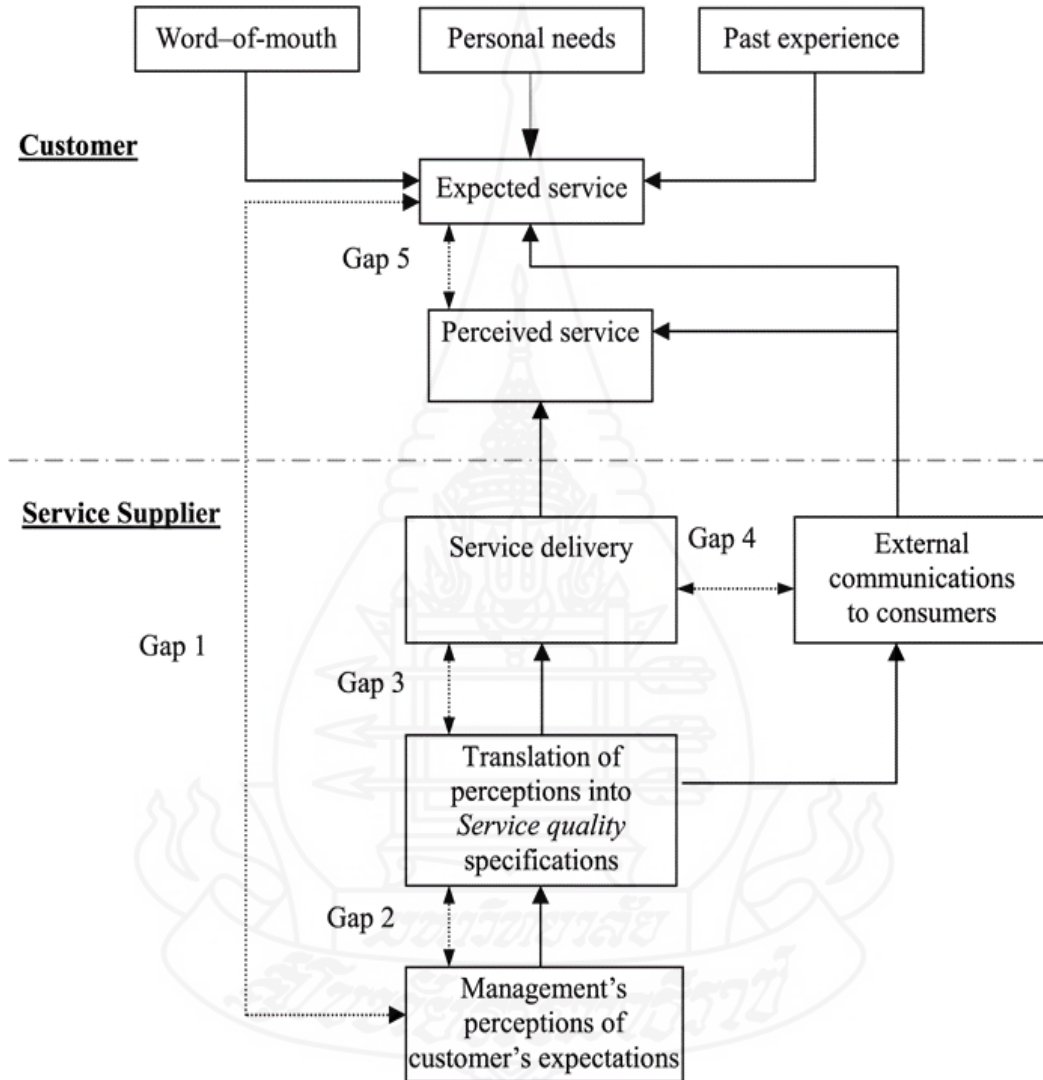 Word–of-mouth
Personal needs
Past experience
Customer
Expected service
Gap 5
Perceived service
Service Supplier
Service delivery
Gap 4
External
communications
to consumers
Gap 1
Gap 3
Translation of
perceptions into
Service quality
specifications
Gap 2
Management’s
perceptions of
customer’s expectations